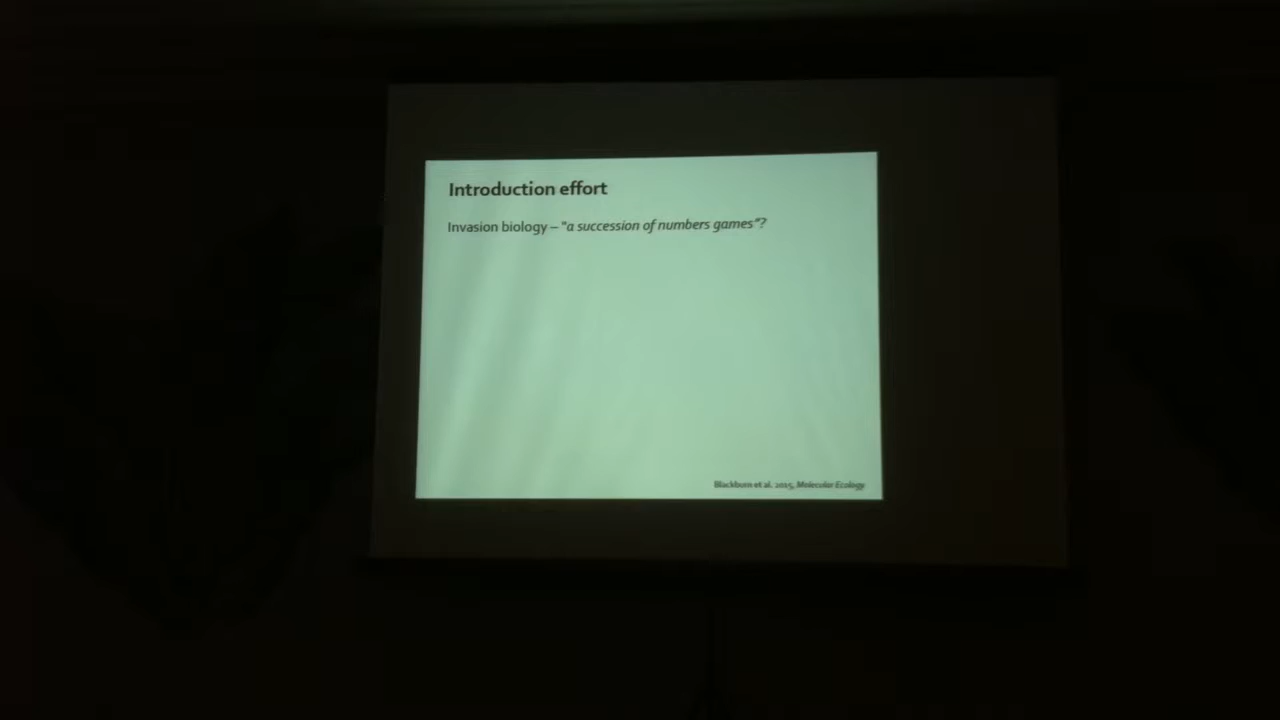 Introduction effort
Invasion biology – "a succession of numbers games"?
Blackburn et al. 2015, Molecular Ecology